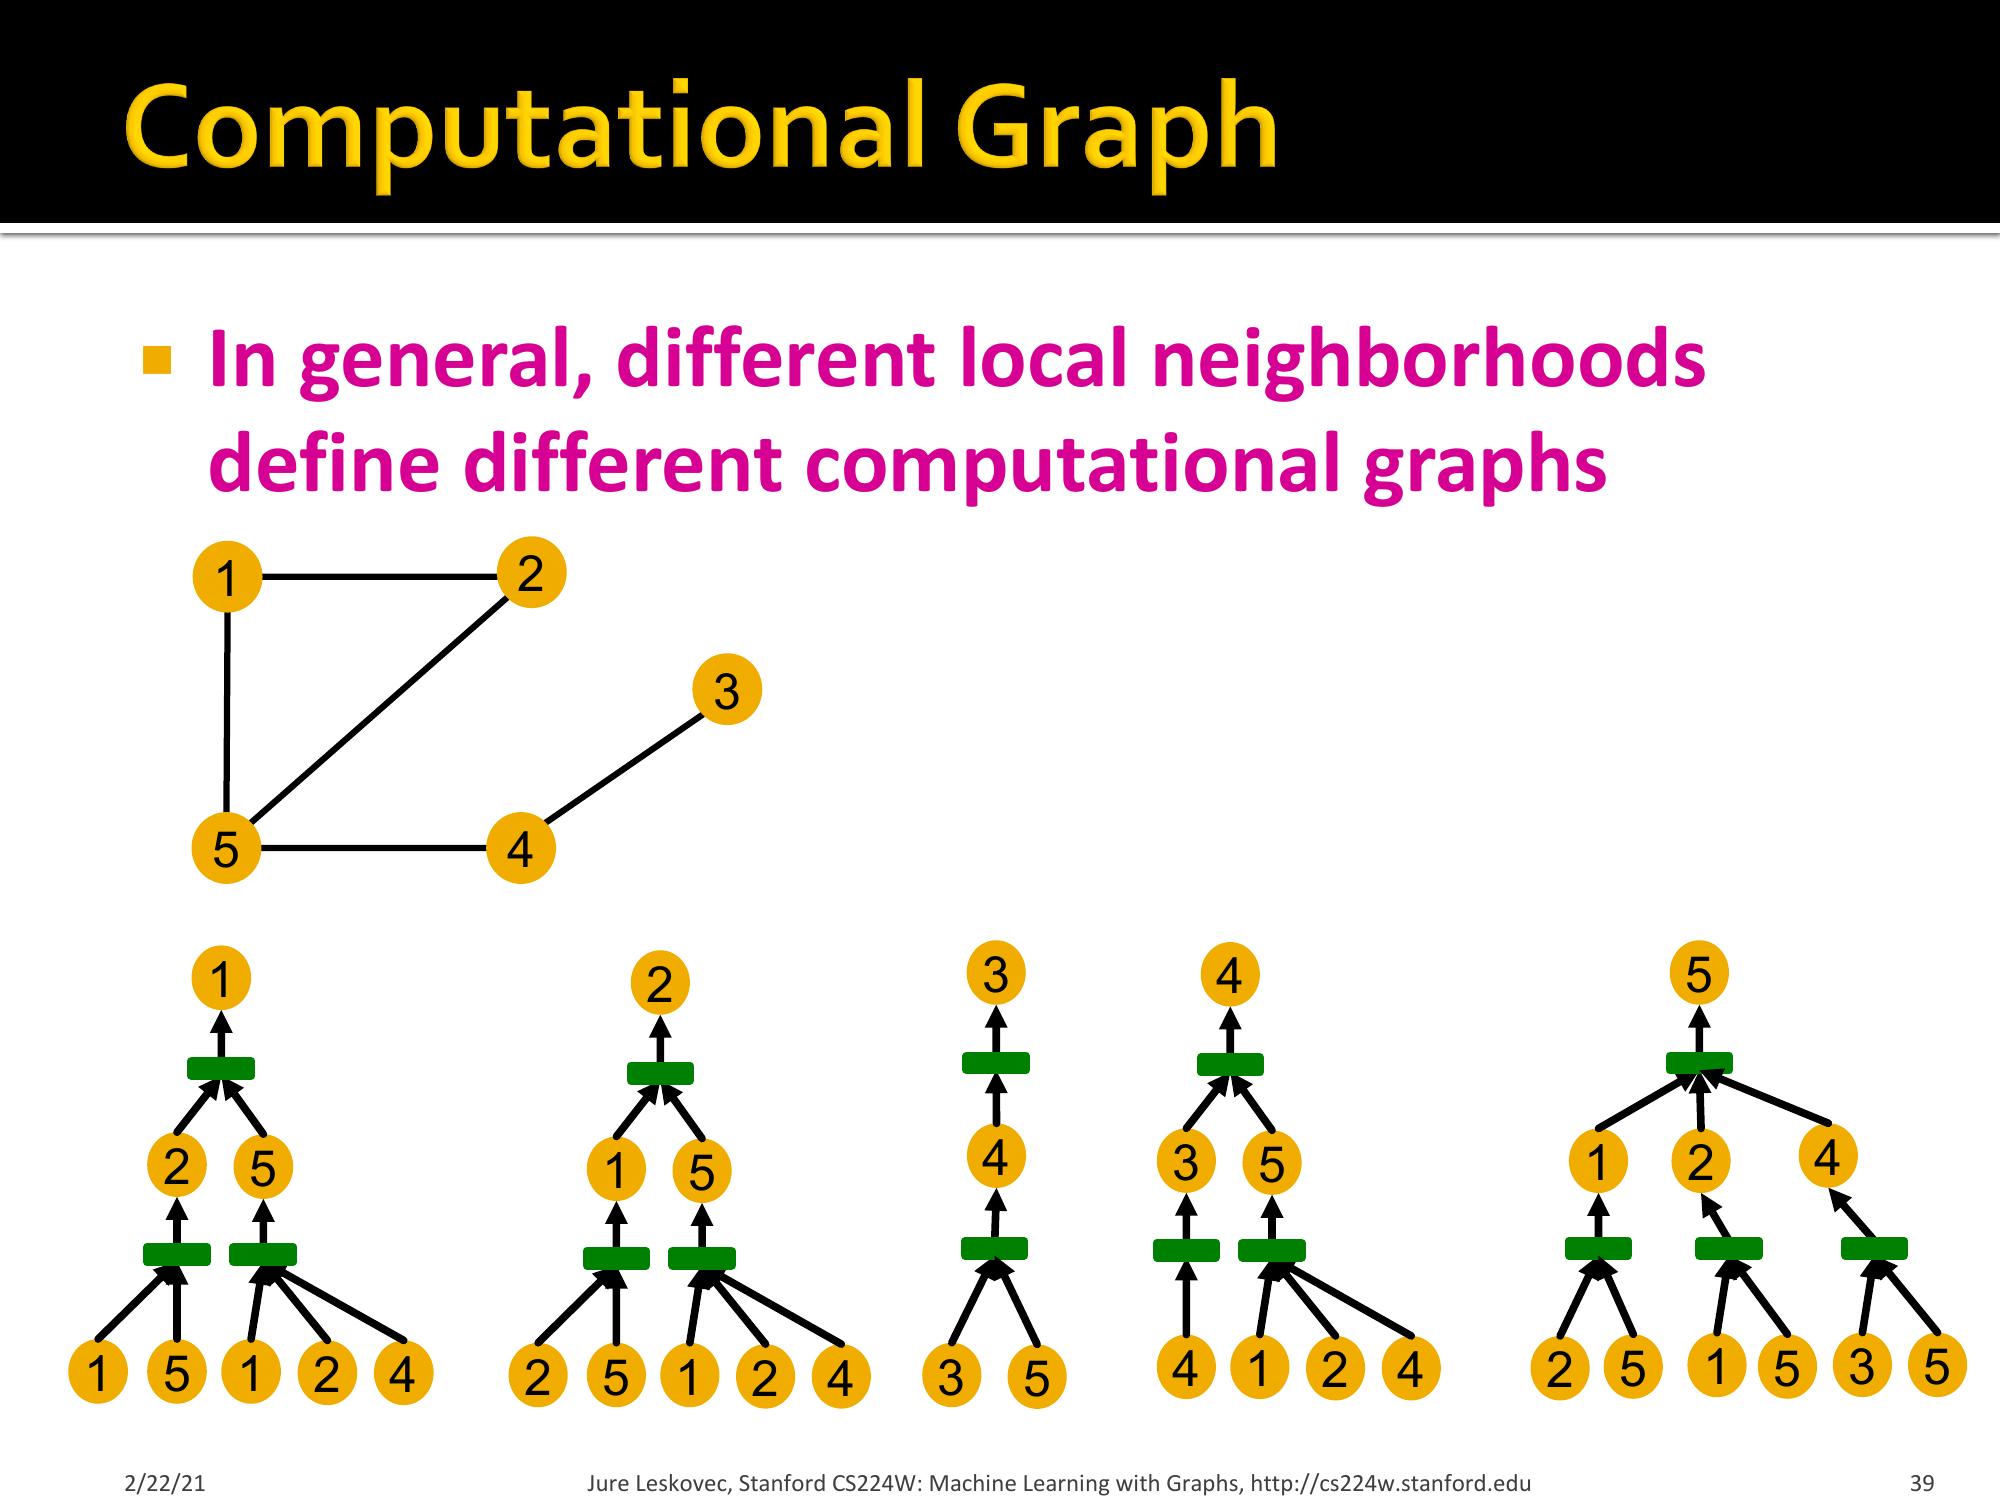 Computational Graph
In general, different local neighborhoods
define different computational graphs
1 2
3
5 4
1 2 3 4 5
2 5 1 5 4 3 5 1 2 4
1 5 1 2 4 2 5 1 2 4 3 5 4 1 2 4 2 5 1 5 3 5
2/22/21 Jure Leskovec, Stanford CS224W: Machine Learning with Graphs, http://cs224w.stanford.edu 39